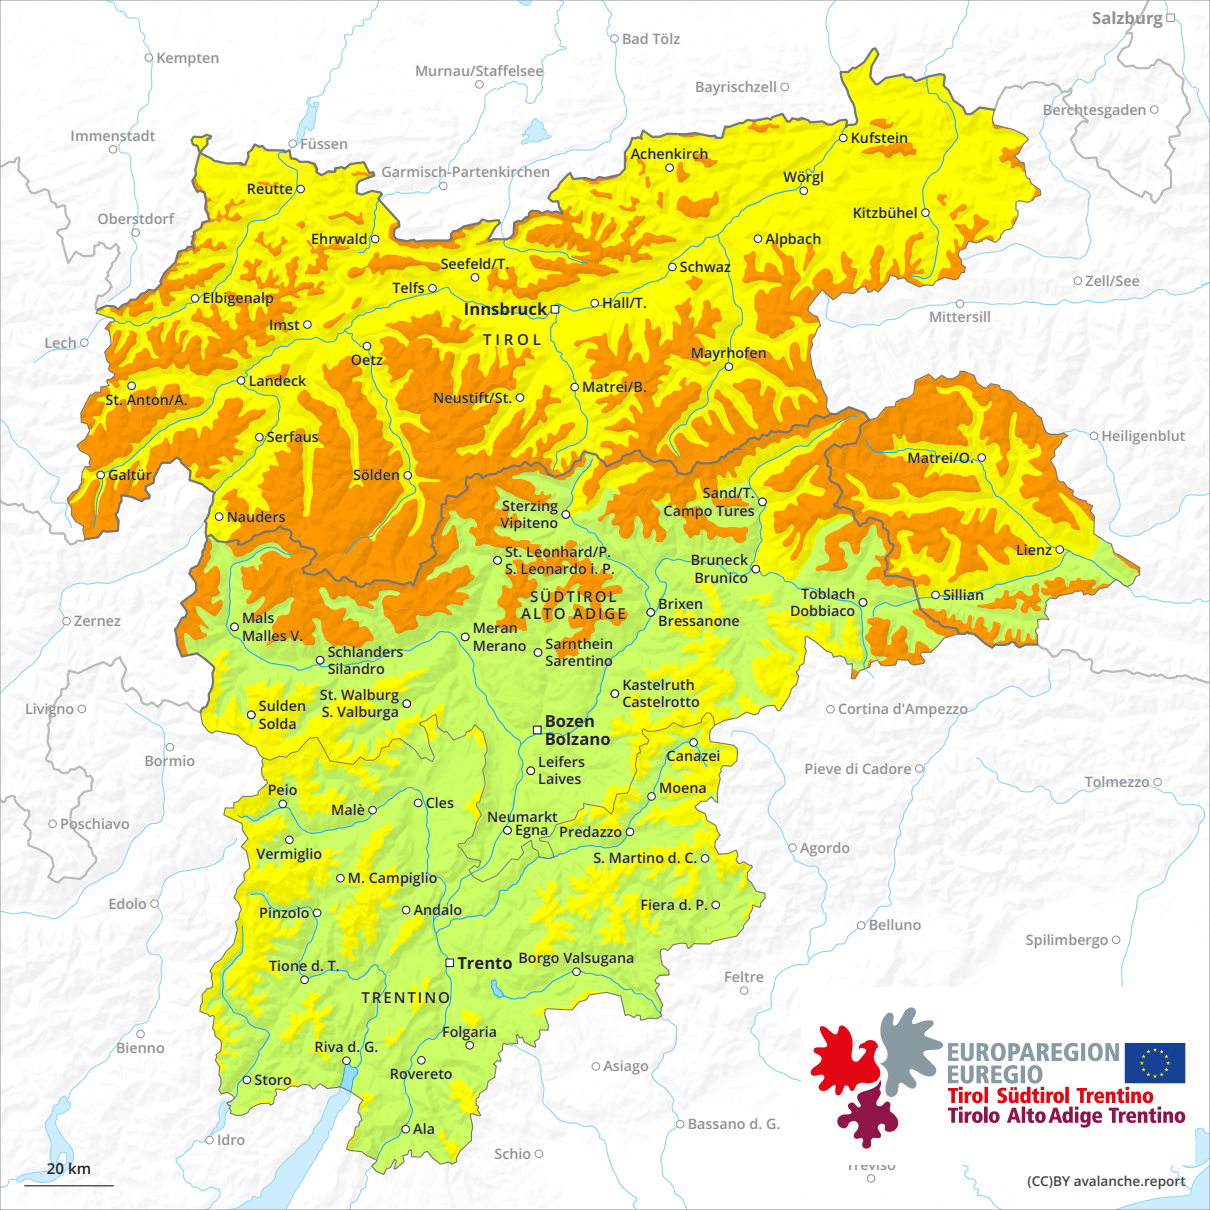 Salzburg
Bad Tölz
Kempten
Murnau/Staffelsee
Bayrischzell
Berchtesgaden
Immenstadt
Füssen
Kufstein
Achenkirch
Garmisch-Partenkirchen
Wörgl
Reutte
Oberstdorf
Kitzbühel
Ehrwald
Alpbach
Seefeld/T.
Schwaz
Zell/See
Telfs
Elbigenalp
Innsbruck
Hall/T.
Mittersill
Imst
TIROL
Lech
Oetz
Mayrhofen
Landeck
Matrei/B.
St. Anton/A.
Neustift/St.
Serfaus
Heiligenblut
Matrei/O.
Galtür
Sölden
Sand/T.
Campo Tures
Sterzing
Vipiteno
Nauders
St. Leonhard/P.
S. Leonardo i. P.
Lienz
Bruneck
Brunico
SÜDTIROL
ALTO ADIGE
Toblach
Dobbiaco
Sillian
Brixen
Bressanone
Zernez
Mals
Malles V.
Meran
Merano
Sarnthein
Sarentino
Schlanders
Silandro
Kastelruth
Castelrotto
St. Walburg
S. Valburga
Livigno
Sulden
Solda
Cortina d'Ampezzo
Bozen
Bolzano
Bormio
Canazei
Leifers
Laives
Pieve di Cadore
Tolmezzo
Peio
Moena
Malè
Cles
Neumarkt
Egna
Predazzo
Poschiavo
Vermiglio
S. Martino d. C.
Agordo
M. Campiglio
Edolo
Pinzolo
Andalo
Fiera d. P.
Belluno
Spilimbergo
Trento
Borgo Valsugana
Tione d. T.
Feltre
TRENTINO
Folgaria
Bienno
Riva d. G.
Rovereto
Asiago
Storo
EUROPAREGION
EUREGIO
Tirol Südtirol Trentino
Tirolo Alto Adige Trentino
Ala
Bassano d. G.
Idro
Schio
Treviso
20 km
(CC)BY avalanche.report